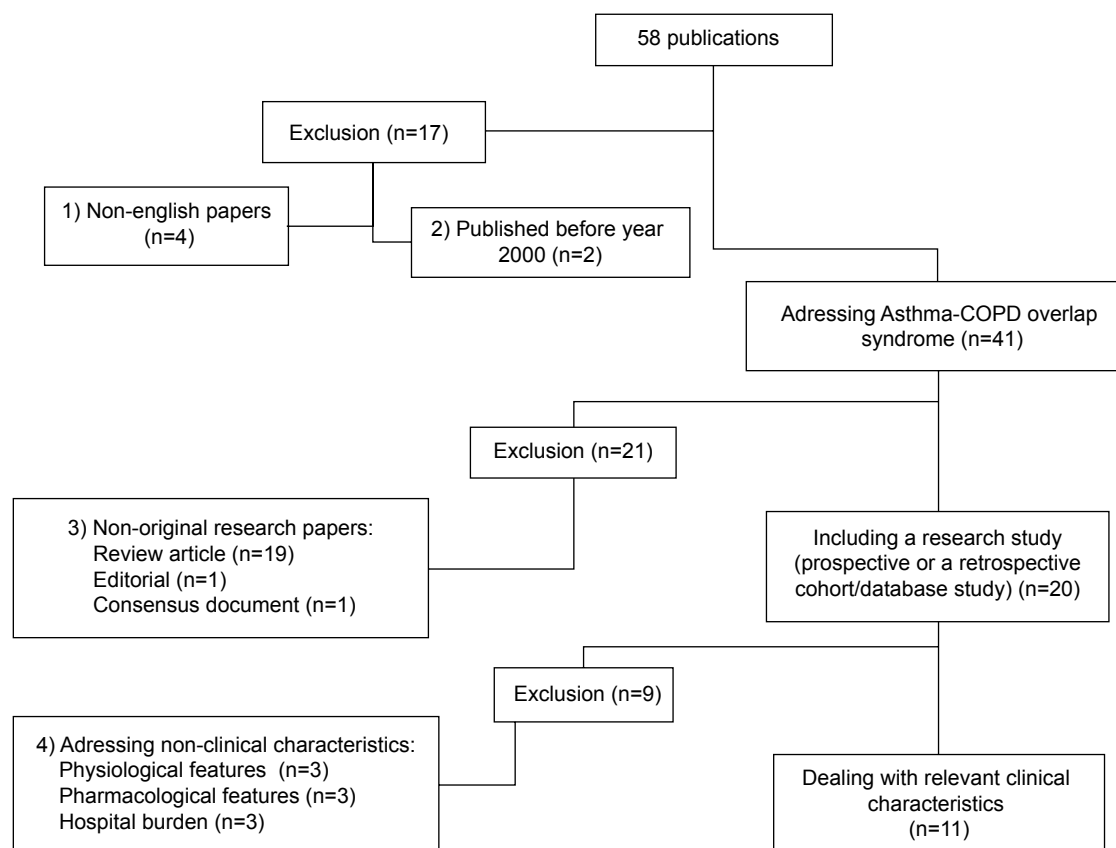 58 publications
Exclusion (n=17)
1) Non-english papers
(n=4)
2) Published before year
2000 (n=2)
Adressing Asthma-COPD overlap
syndrome (n=41)
Exclusion (n=21)
3) Non-original research papers:
Review article (n=19)
Editorial (n=1)
Consensus document (n=1)
Including a research study
(prospective or a retrospective
cohort/database study) (n=20)
Exclusion (n=9)
4) Adressing non-clinical characteristics:
Physiological features (n=3)
Pharmacological features (n=3)
Hospital burden (n=3)
Dealing with relevant clinical
characteristics
(n=11)